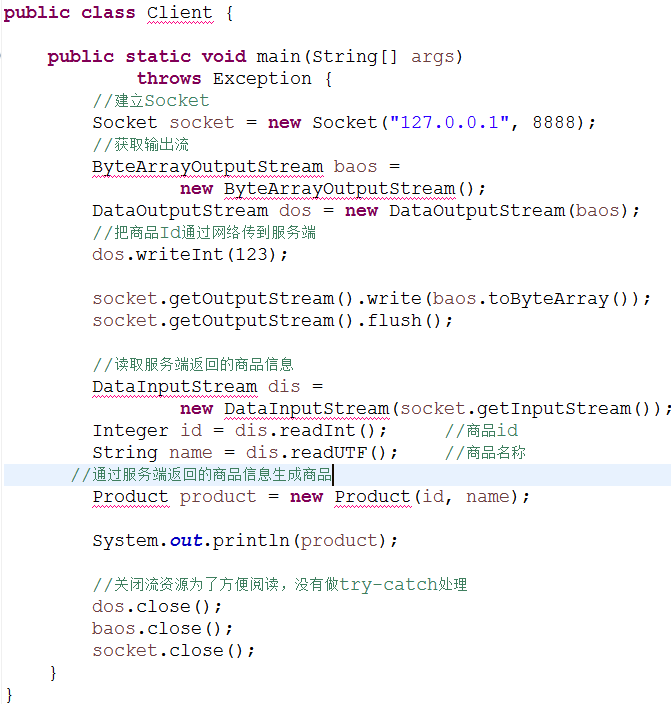 public class Client {
public static void main(String[] args)
throws Exception {
//建立Socket
Socket socket = new Socket("127.0.0.1", 8888);
//获取输出流
ByteArrayOutputStream baos =
new ByteArrayOutputStream();
DataOutputStream dos = new DataOutputStream(baos);
//把商品Id通过网络传到服务端
dos.writeInt(123);
socket.getOutputStream().write(baos.toByteArray());
socket.getOutputStream().flush();
//读取服务端返回的商品信息
DataInputStream dis =
new DataInputStream(socket.getInputStream());
Integer id = dis.readInt(); //商品id
String name = dis.readUTF(); //商品名称
//通过服务端返回的商品信息生成商品
Product product = new Product(id, name);
System.out.println(product);
//关闭流资源为了方便阅读，没有做try-catch处理
dos.close();
baos.close();
socket.close();
}
}